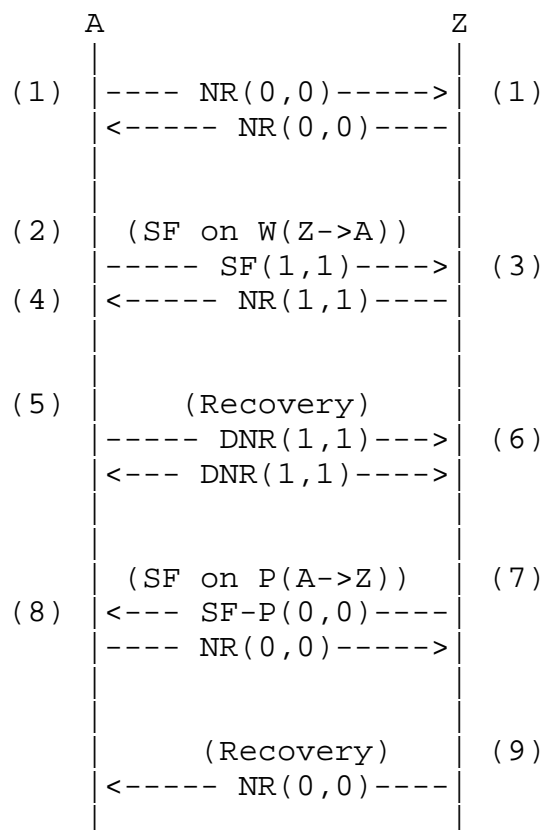 A                       Z
|                       |
(1) |---- NR(0,0)----->| (1)
|<----- NR(0,0)----|
|                       |
|                       |
(2) | (SF on W(Z->A)) |
|----- SF(1,1)---->| (3)
(4) |<----- NR(1,1)----|
|                       |
|                       |
(5) | (Recovery) |
|----- DNR(1,1)--->| (6)
|<--- DNR(1,1)---->|
|                       |
|                       |
| (SF on P(A->Z)) | (7)
(8) |<--- SF-P(0,0)----|
|---- NR(0,0)----->|
|                       |
|                       |
| (Recovery) | (9)
|<----- NR(0,0)----|
|                       |